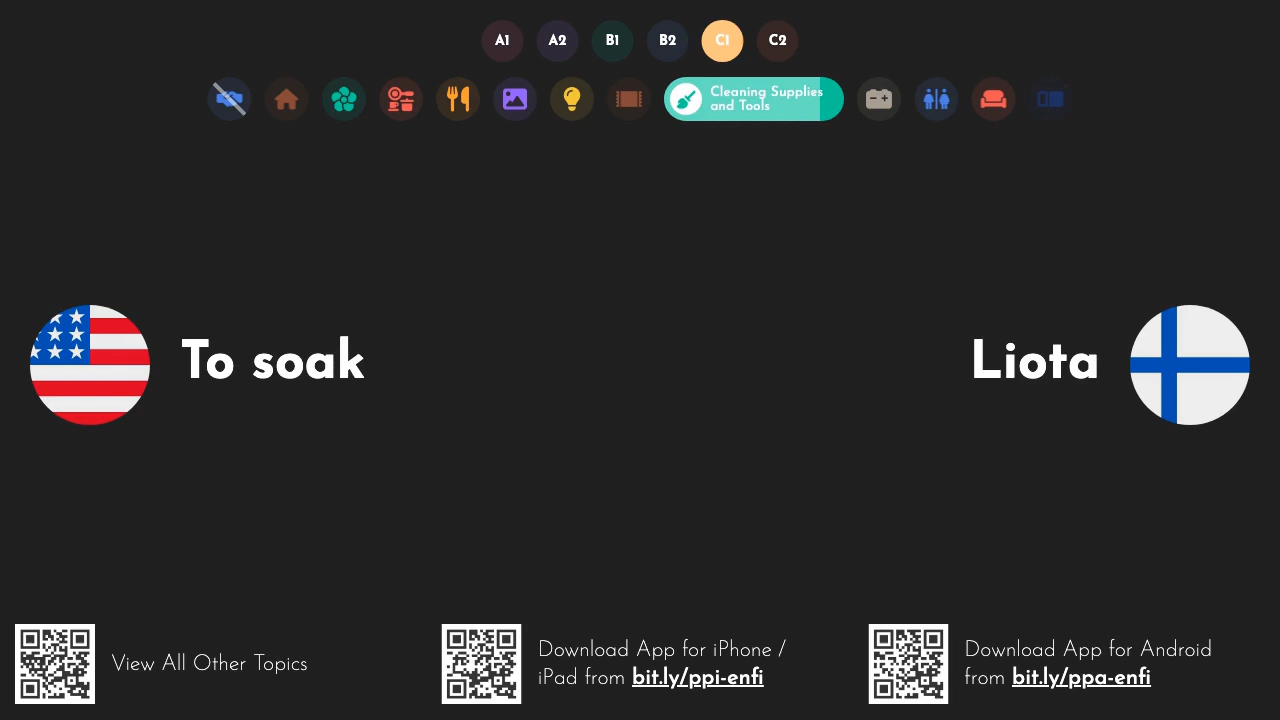 A1 A2 B1 B2 C1 C2
Cleaning Supplies
and Tools
To soak
Liota
View All Other Topics
Download App for iPhone /
iPad from bit.ly/ppi-enfi
Download App for Android
from bit.ly/ppa-enfi